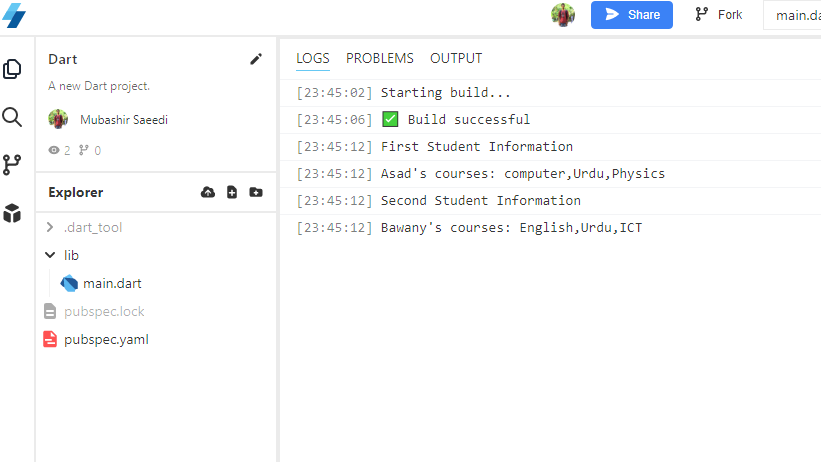 Share
Fork
main.da
Dart
A new Dart project.
Mubashir Saeedi
2
0
Explorer
.dart_tool
lib
main.dart
pubspec.lock
pubspec.yaml
LOGS PROBLEMS OUTPUT
[23:45:02] Starting build...
[23:45:06] ✅ Build successful
[23:45:12] First Student Information
[23:45:12] Asad's courses: computer,Urdu,Physics
[23:45:12] Second Student Information
[23:45:12] Bawany's courses: English,Urdu,ICT